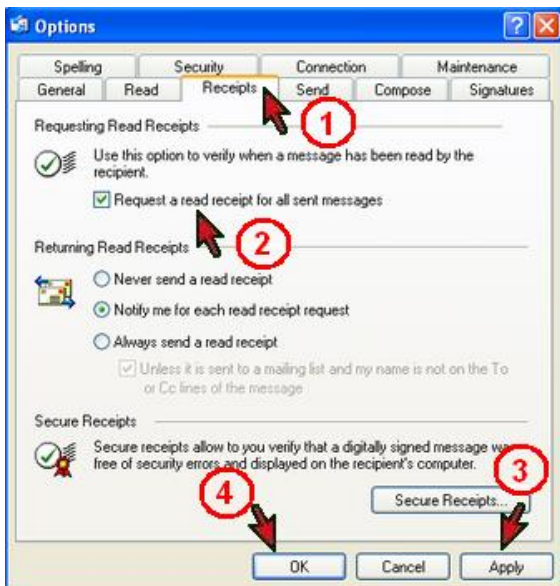 Options
Spelling Security Connection Maintenance
General Read Receipts Send Compose Signatures
1
Requesting Read Receipts
Use this option to verify when a message has been read by the
recipient.
Request a read receipt for all sent messages
2
Returning Read Receipts
Never send a read receipt
Notify me for each read receipt request
Always send a read receipt
Unless it is sent to a mailing list and my name is not on the To
or Cc lines of the message
Secure Receipts
Secure receipts allow to you verify that a digitally signed message
free of security errors and displayed on the recipient's computer.
3
4
Secure Receipts...
OK Cancel Apply